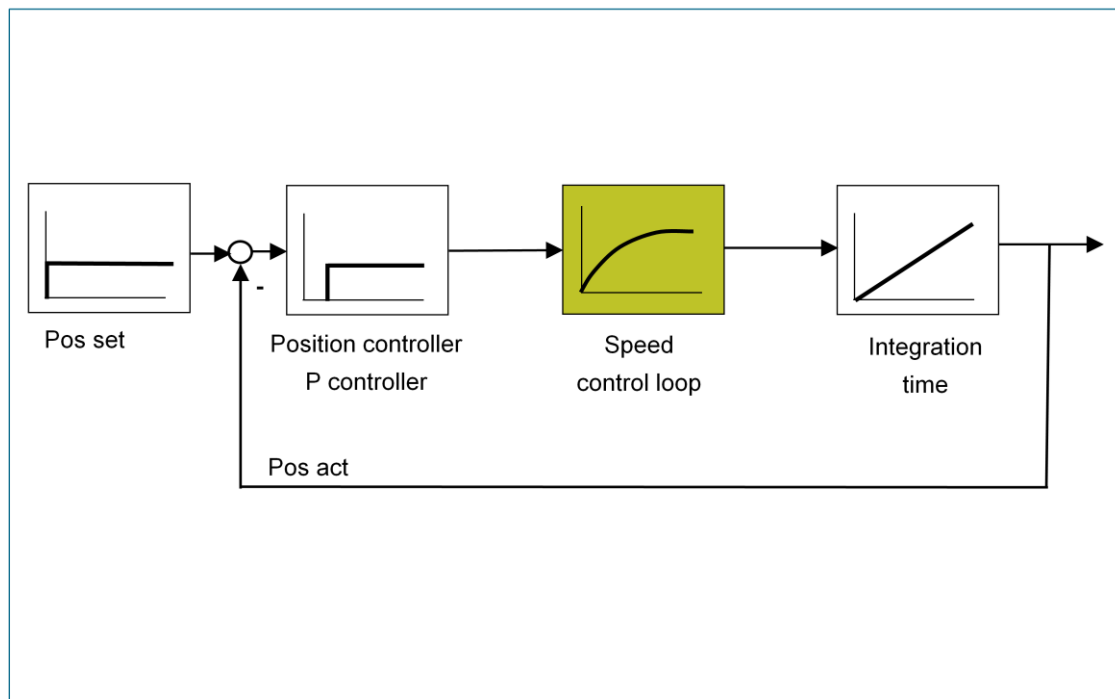 Pos set
-
Position controller
P controller
Speed
control loop
Integration
time
Pos act